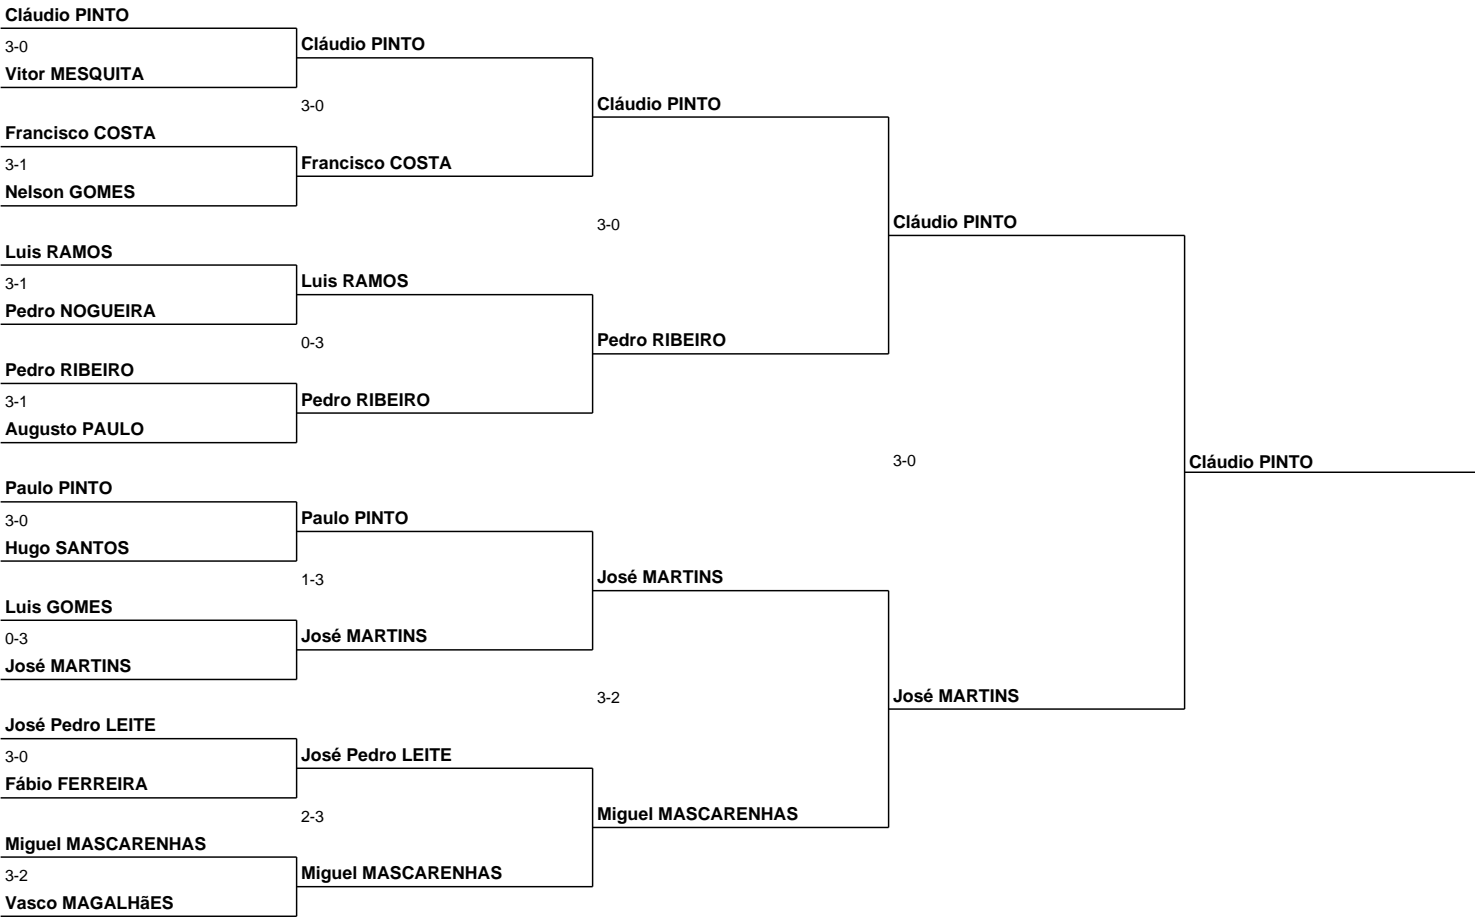 Cláudio PINTO
3-0
Vitor MESQUITA
Francisco COSTA
3-1
Nelson GOMES
Luis RAMOS
3-1
Pedro NOGUEIRA
Pedro RIBEIRO
3-1
Augusto PAULO
Paulo PINTO
3-0
Hugo SANTOS
Luis GOMES
0-3
José MARTINS
José Pedro LEITE
3-0
Fábio FERREIRA
Miguel MASCARENHAS
3-2
Vasco MAGALHãES
Cláudio PINTO
3-0
Francisco COSTA
Luis RAMOS
0-3
Pedro RIBEIRO
Paulo PINTO
1-3
José MARTINS
José Pedro LEITE
2-3
Miguel MASCARENHAS
Cláudio PINTO
3-0
Pedro RIBEIRO
José MARTINS
3-2
Miguel MASCARENHAS
Cláudio PINTO
3-0
José MARTINS
Cláudio PINTO